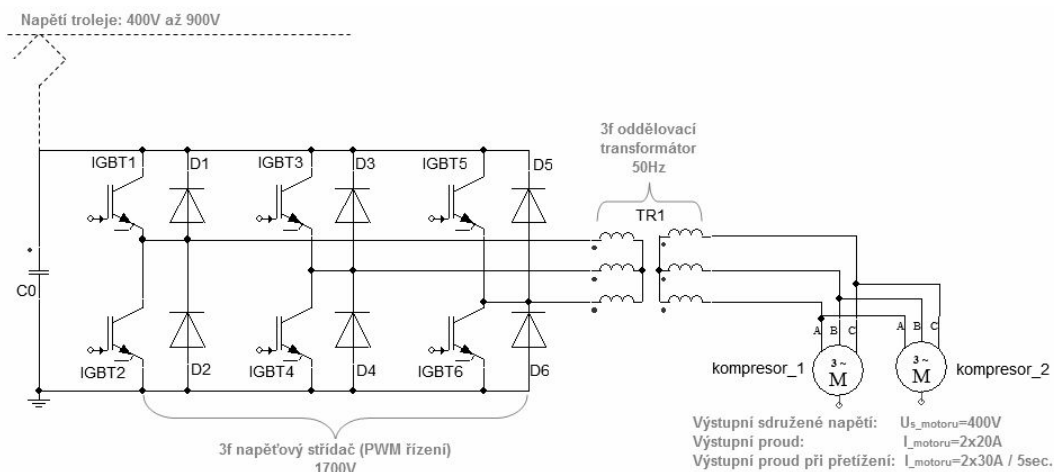 Napětí troleje: 400V až 900V
3f oddělovací
transformátor
50Hz
TR1
IGBT1
D1
IGBT3
D3
IGBT5
D5
C0
IGBT2
D2
IGBT4
D4
IGBT6
D6
A B C
A B C
3~
M
3~
M
kompresor_1
kompresor_2
3f napěťový střídač (PWM řízení)
1700V
Výstupní sdružené napětí: Us_motoru=400V
Výstupní proud: I_motoru=2x20A
Výstupní proud při přetížení: I_motoru=2x30A / 5sec.